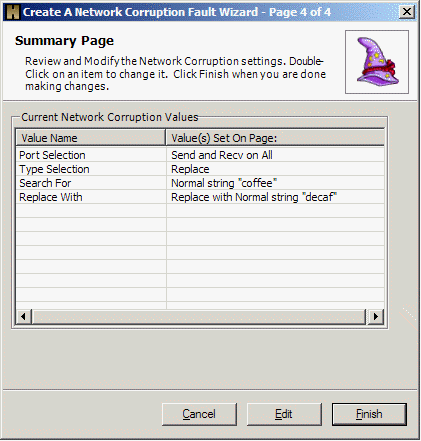 H Create A Network Corruption Fault Wizard - Page 4 of 4
Summary Page
Review and Modify the Network Corruption settings. Double-
Click on an item to change it. Click Finish when you are done
making changes.
Current Network Corruption Values
Value Name Value(s) Set On Page:
Port Selection Send and Recv on All
Type Selection Replace
Search For Normal string "coffee"
Replace With Replace with Normal string "decaf"
Cancel Edit Finish